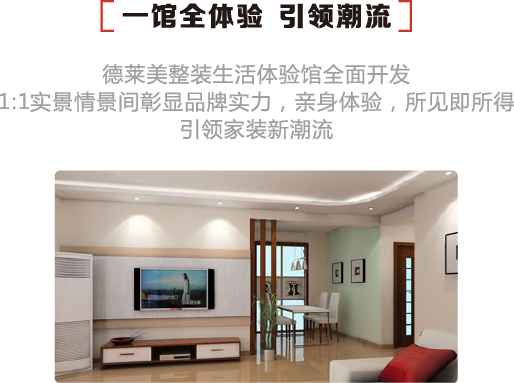 [ 一馆全体验 引领潮流 ]
德莱美整装生活体验馆全面开发
1:1实景情景间彰显品牌实力，亲身体验，所见即所得
引领家装新潮流